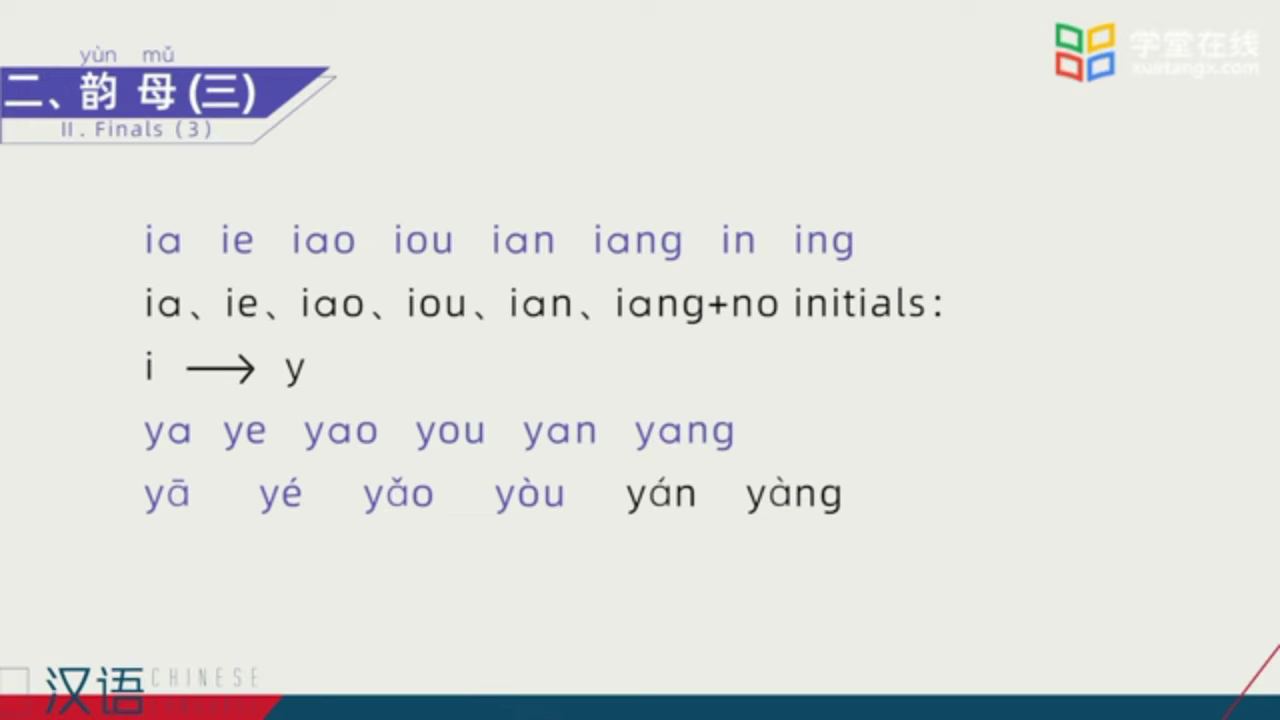 yùn mǔ
二、韵 母 (三)
II. Finals (3)
学堂在线
xuetangx.com
ia ie iao iou ian iang in ing
ia、ie、iao、iou、ian、iang+no initials:
i ⟶ y
ya ye yao you yan yang
yā yé yǎo yòu yán yàng
汉语 CHINESE